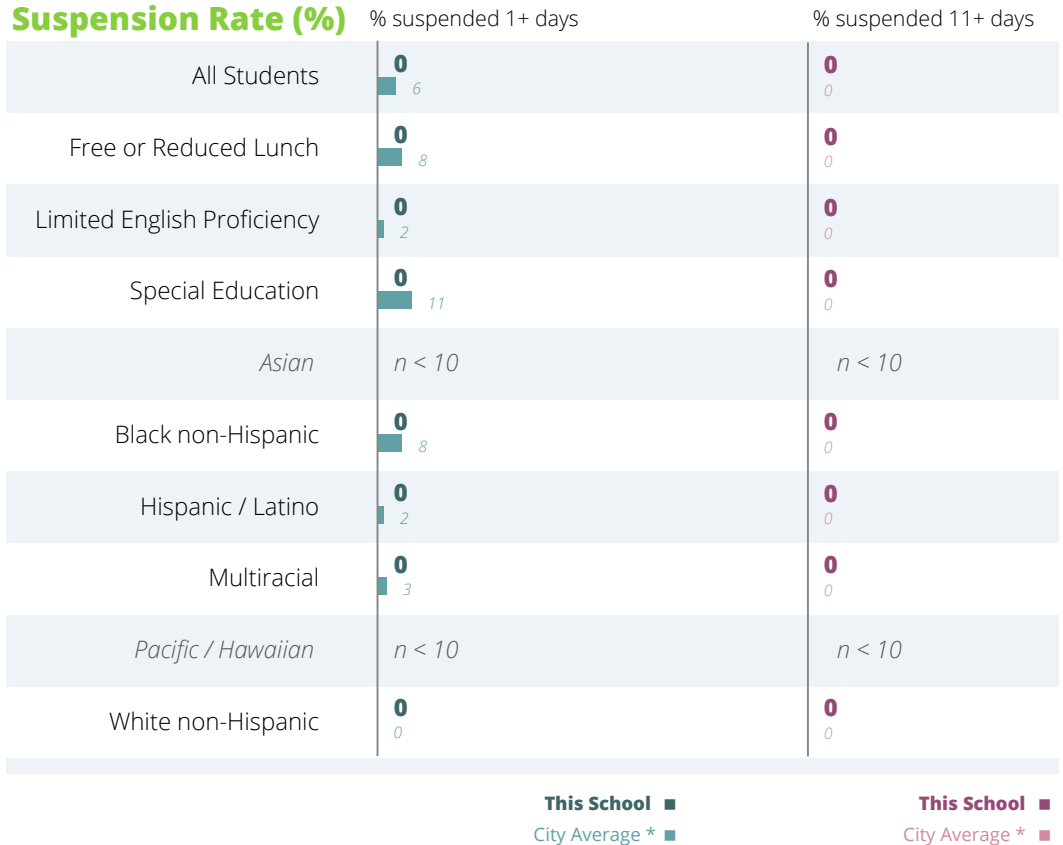 Suspension Rate (%) % suspended 1+ days % suspended 11+ days
All Students 0 0
6 0
Free or Reduced Lunch 0 0
8 0
Limited English Proficiency 0 0
2 0
Special Education 0 0
11 0
Asian n < 10 n < 10
Black non-Hispanic 0 0
8 0
Hispanic / Latino 0 0
2 0
Multiracial 0 0
3 0
Pacific / Hawaiian n < 10 n < 10
White non-Hispanic 0 0
0 0
This School This School
City Average * City Average *